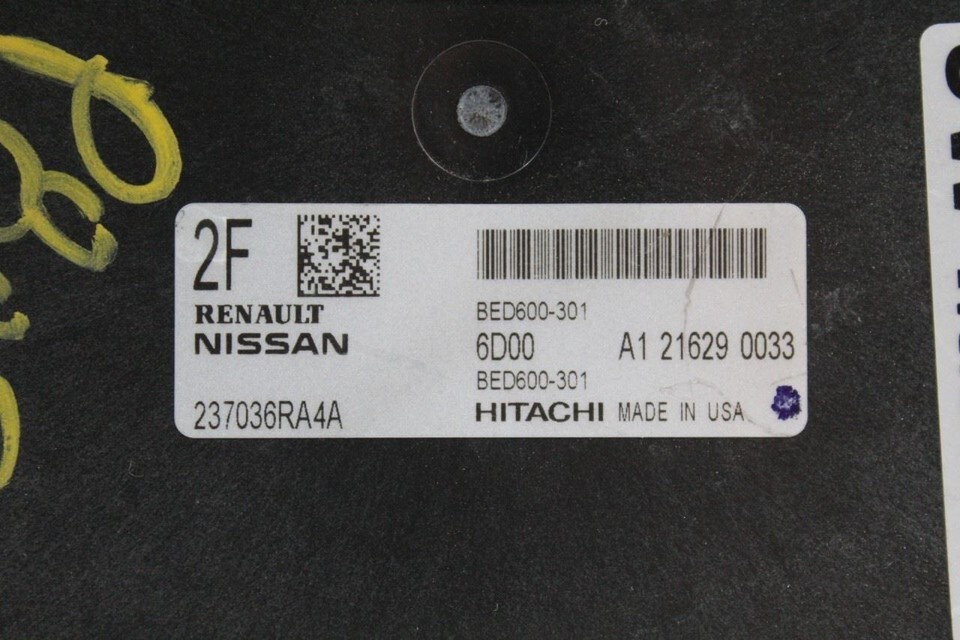 2F
RENAULT
NISSAN
237036RA4A
BED600-301
6D00 A1 21629 0033
BED600-301
HITACHI MADE IN USA